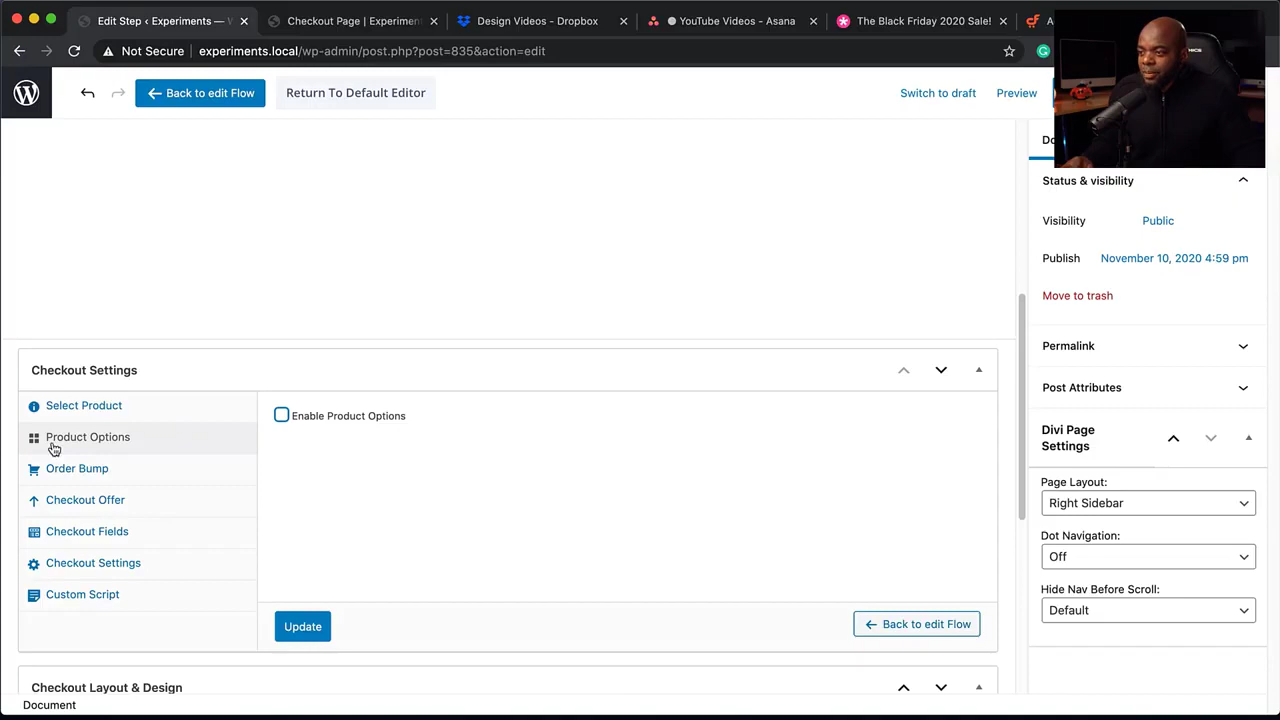 Edit Step ‹ Experiments — W
Checkout Page | Experimen
Design Videos - Dropbox
YouTube Videos - Asana
The Black Friday 2020 Sale!
Not Secure
experiments.local/wp-admin/post.php?post=835&action=edit
Back to edit Flow
Return To Default Editor
Switch to draft
Preview
Status & visibility
Visibility
Public
Publish
November 10, 2020 4:59 pm
Move to trash
Permalink
Post Attributes
Divi Page
Settings
Page Layout:
Right Sidebar
Dot Navigation:
Off
Hide Nav Before Scroll:
Default
Checkout Settings
Select Product
Product Options
Order Bump
Checkout Offer
Checkout Fields
Checkout Settings
Custom Script
Enable Product Options
Update
Back to edit Flow
Checkout Layout & Design
Document